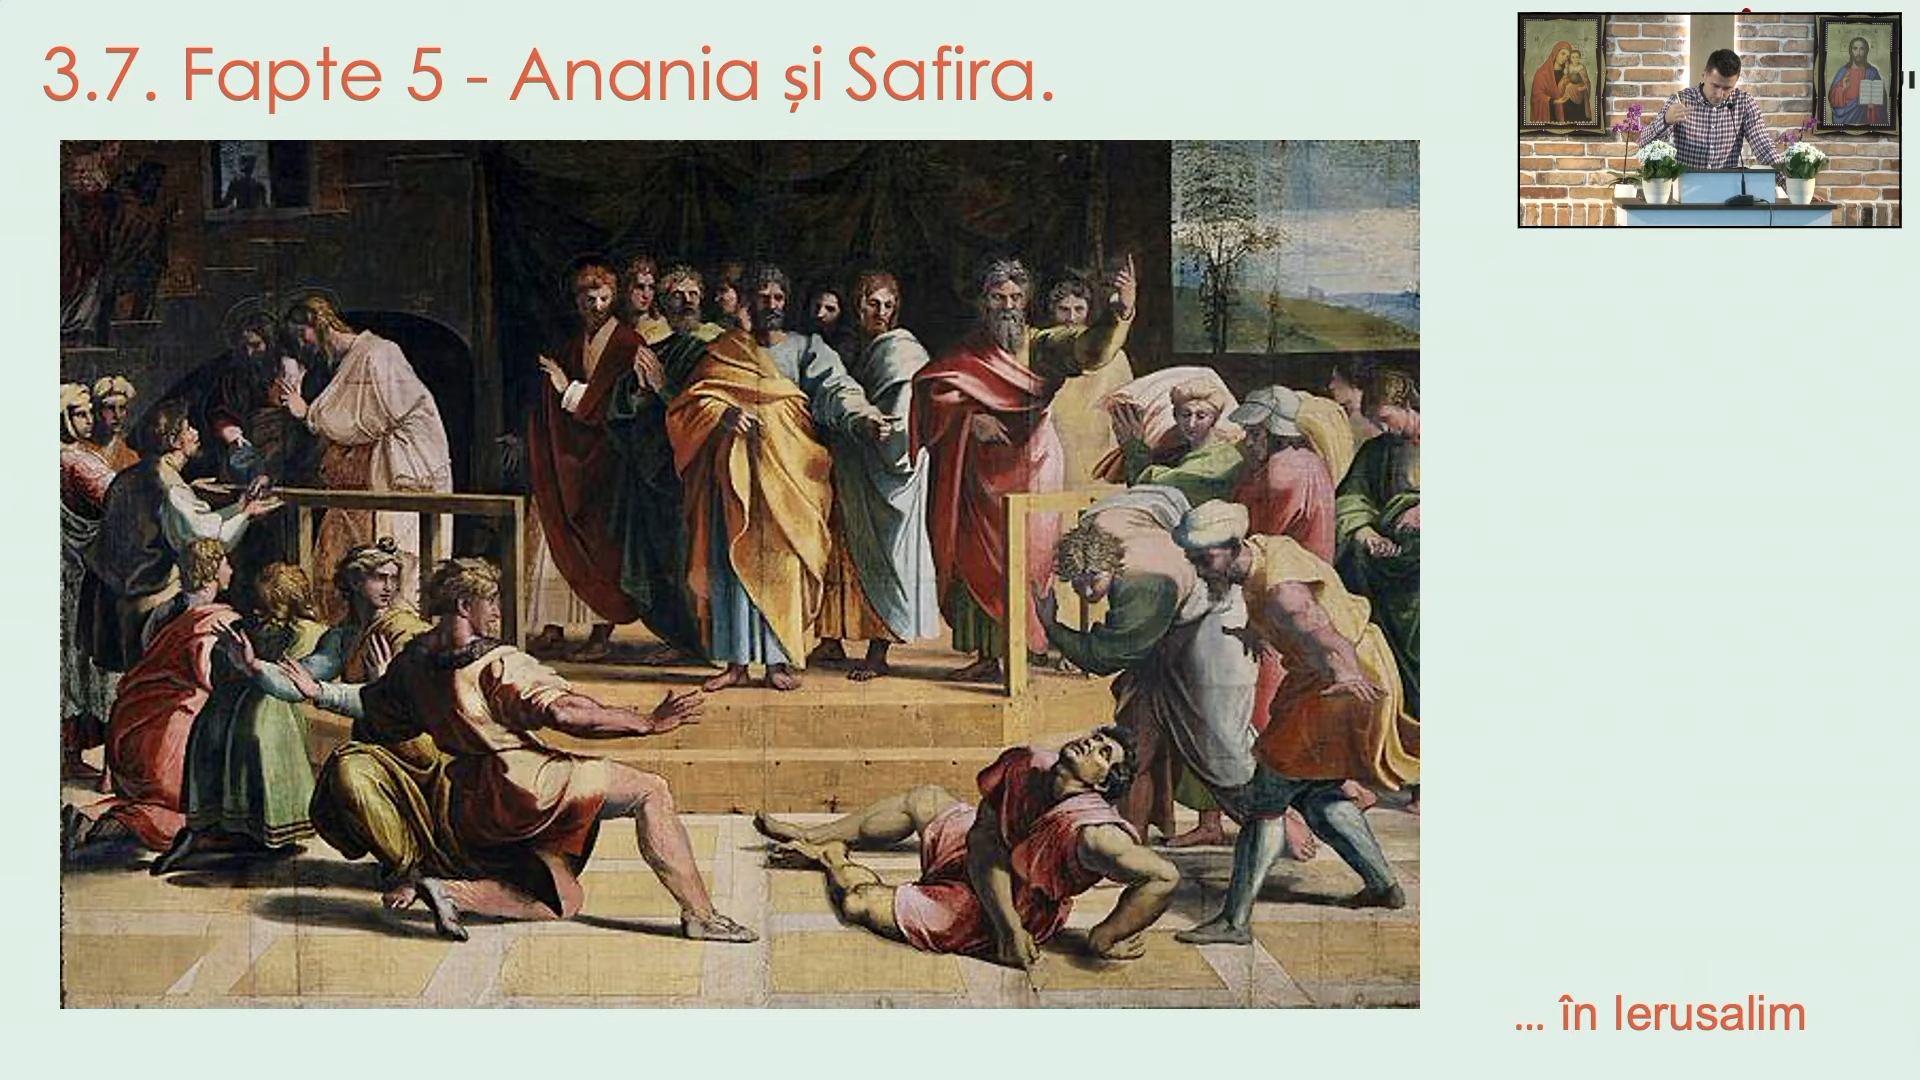 3.7. Fapte 5 - Anania și Safira.
... în Ierusalim